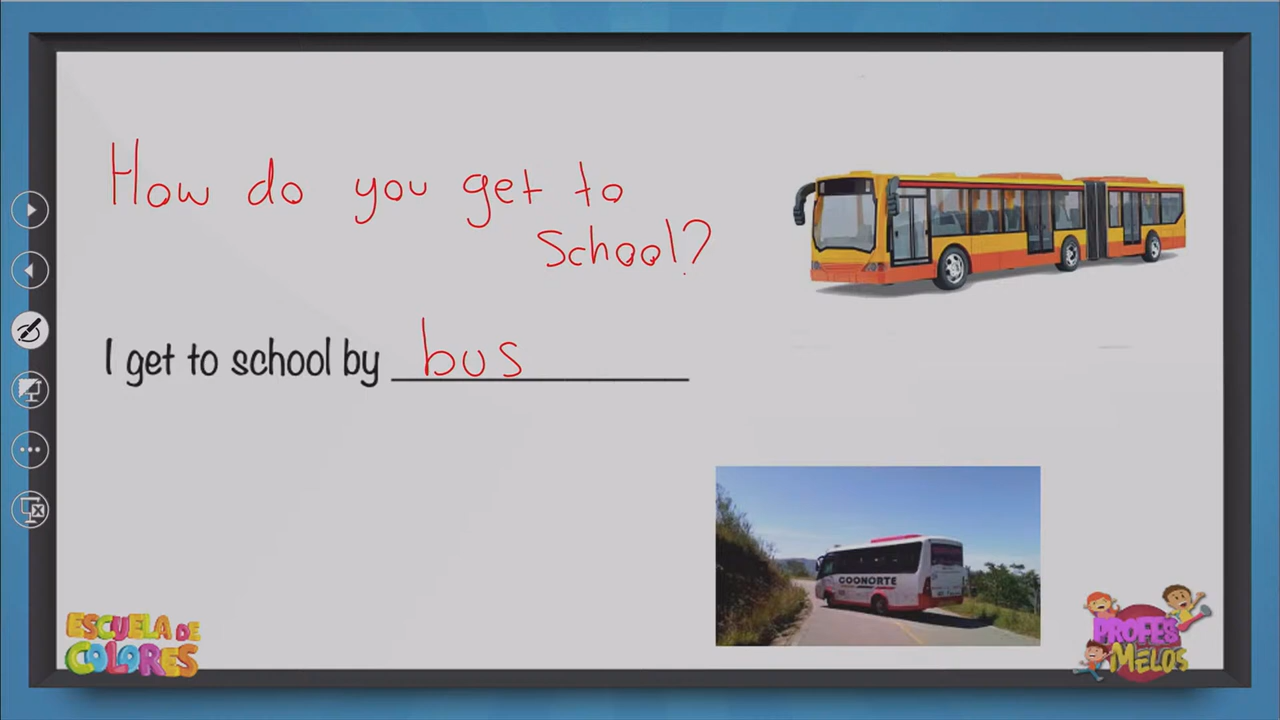 How do you get to
school?
I get to school by bus
COONORTE
ESCUELA DE
COLORES
PROFES
MELOS